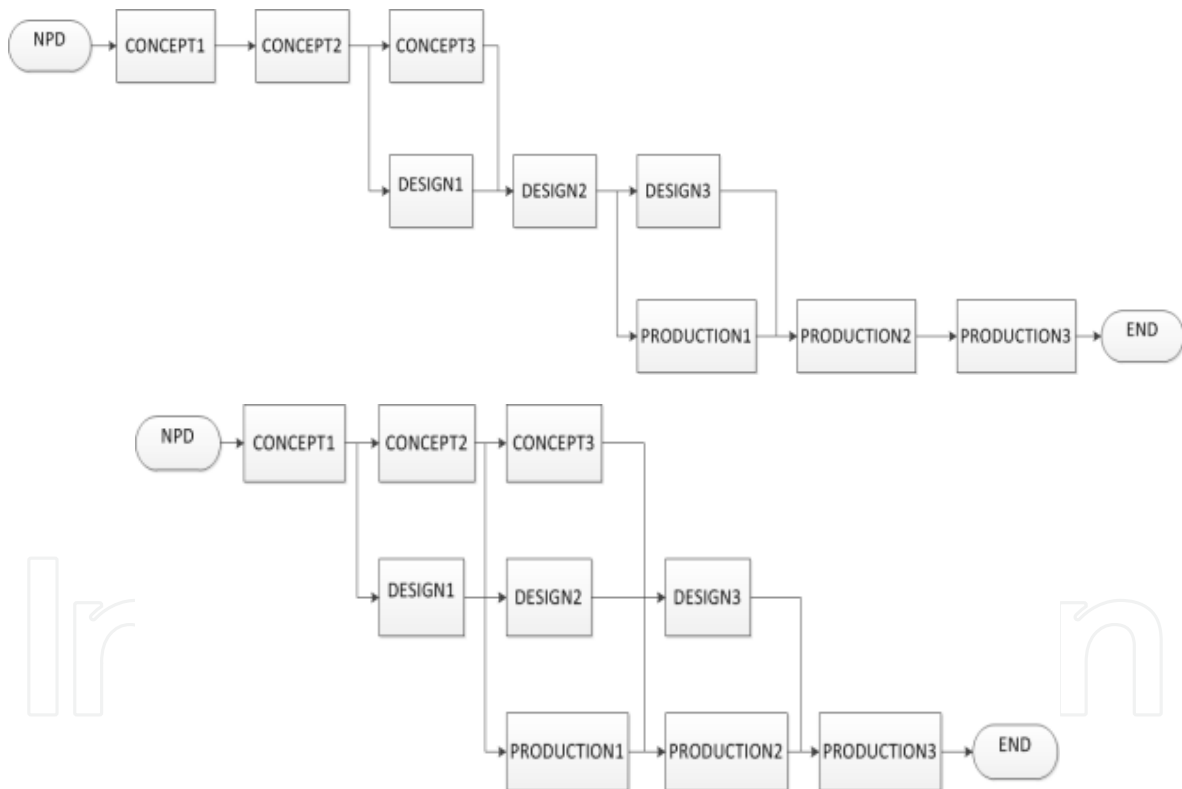 NPD
CONCEPT1
CONCEPT2
CONCEPT3
DESIGN1
DESIGN2
DESIGN3
PRODUCTION1
PRODUCTION2
PRODUCTION3
END
NPD
CONCEPT1
CONCEPT2
CONCEPT3
DESIGN1
DESIGN2
DESIGN3
PRODUCTION1
PRODUCTION2
PRODUCTION3
END